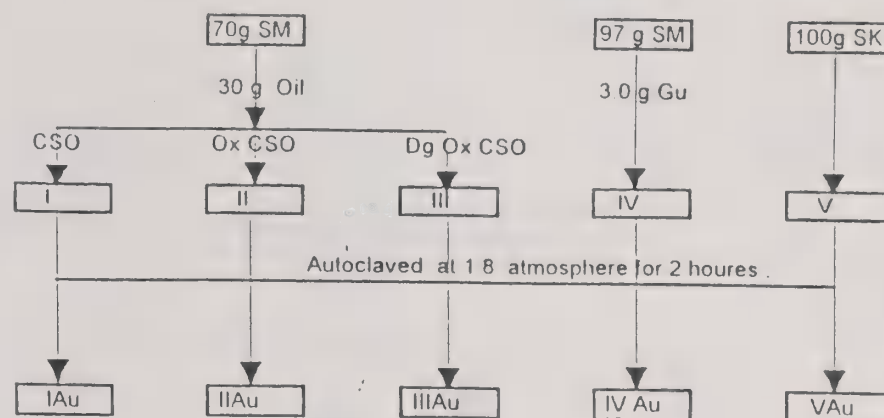 70g SM 97 g SM 100g SK
30 g Oil 3.0 g Gu
CSO Ox CSO Dg Ox CSO
I II III IV V
Autoclaved at 1 8 atmosphere for 2 houres .
IAu IIAu IIIAu IV Au VAu